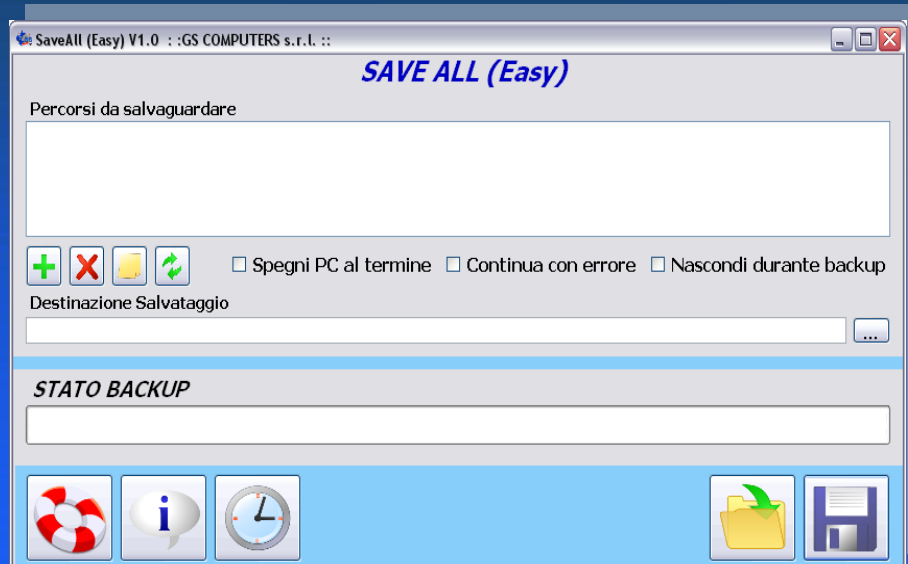 SaveAll (Easy) V1.0 : :GS COMPUTERS s.r.l. ::
SAVE ALL (Easy)
Percorsi da salvaguardare
Spegni PC al termine Continua con errore Nascondi durante backup
Destinazione Salvataggio
...
STATO BACKUP
i